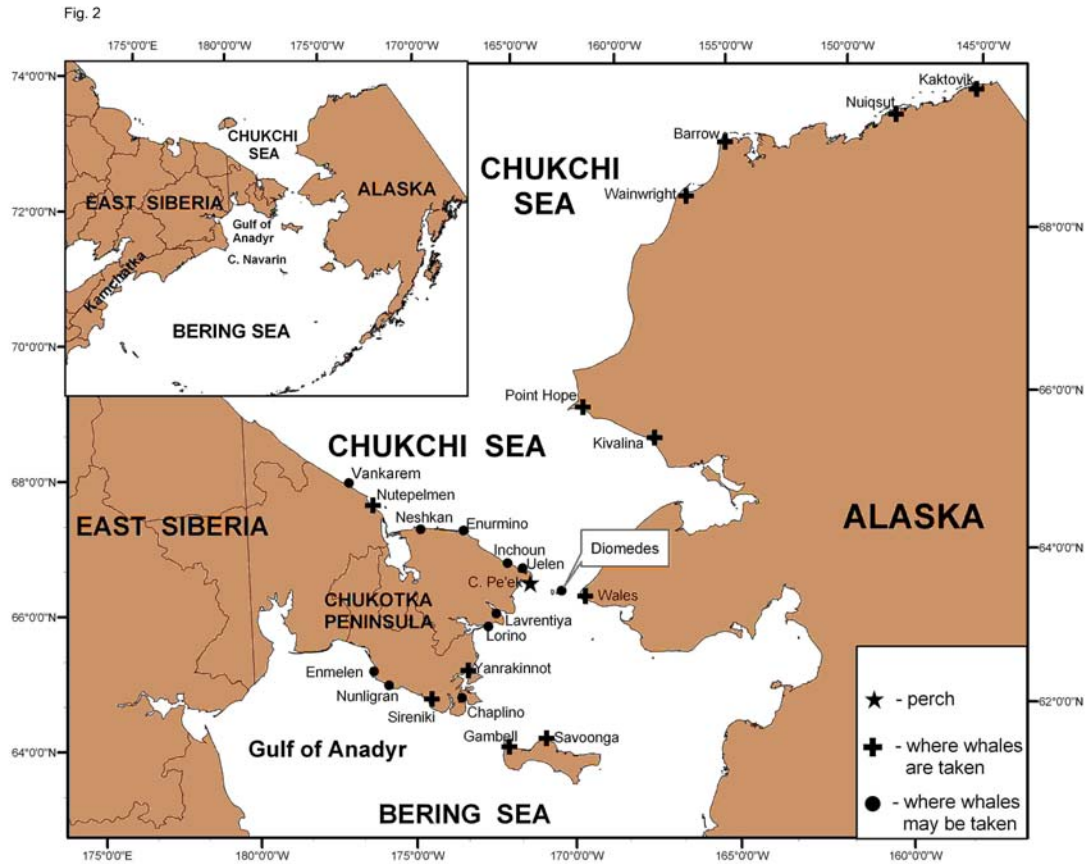 Fig. 2
175°0'0"E
180°0'0"
175°0'0"W
170°0'0"W
165°0'0"W
160°0'0"W
155°0'0"W
150°0'0"W
145°0'0"W
74°0'0"N
72°0'0"N
70°0'0"N
68°0'0"N
66°0'0"N
64°0'0"N
CHUKCHI
SEA
ALASKA
EAST SIBERIA
Gulf of
Anadyr
C. Navarin
Kamchatka
BERING SEA
Kaktovik
Nuiqsut
Barrow
CHUKCHI
SEA
Wainwright
68°0'0"N
66°0'0"N
64°0'0"N
62°0'0"N
Point Hope
Kivalina
CHUKCHI SEA
Vankarem
Nutepelmen
EAST SIBERIA
Neshkan
Enurmino
ALASKA
Diomedes
Inchoun
Uelen
C. Pe'ek
Wales
CHUKOTKA
PENINSULA
Lavrentiya
Lorino
Enmelen
Yanrakinnot
Nunligran
Sireniki
Chaplino
Gambell
Savoonga
Gulf of Anadyr
BERING SEA
- perch
- where whales
are taken
- where whales
may be taken
175°0'0"E
180°0'0"
175°0'0"W
170°0'0"W
165°0'0"W
160°0'0"W